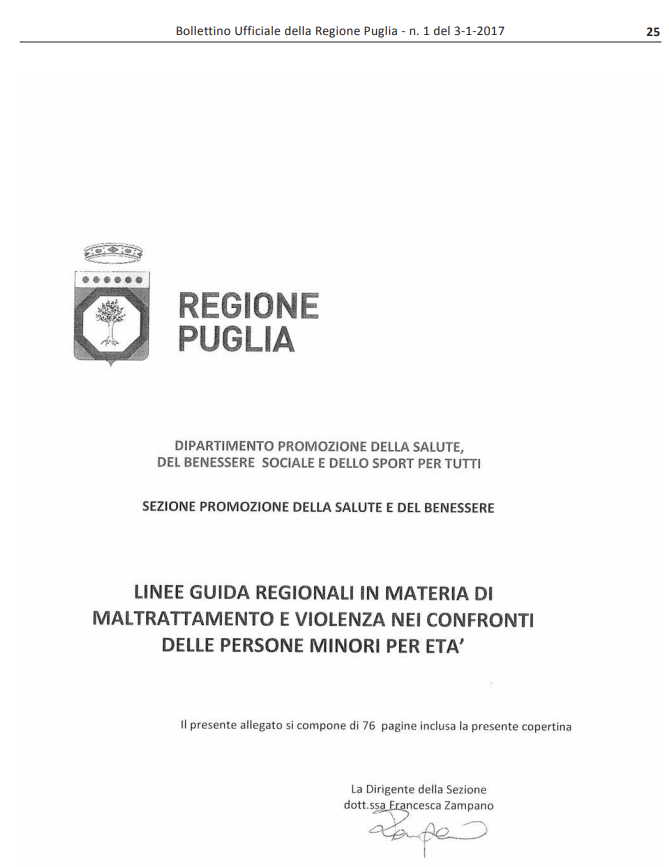 Bollettino Ufficiale della Regione Puglia - n. 1 del 3-1-2017
25
REGIONE
PUGLIA
DIPARTIMENTO PROMOZIONE DELLA SALUTE,
DEL BENESSERE SOCIALE E DELLO SPORT PER TUTTI
SEZIONE PROMOZIONE DELLA SALUTE E DEL BENESSERE
LINEE GUIDA REGIONALI IN MATERIA DI
MALTRATTAMENTO E VIOLENZA NEI CONFRONTI
DELLE PERSONE MINORI PER ETA’
Il presente allegato si compone di 76 pagine inclusa la presente copertina
La Dirigente della Sezione
dott.ssa Francesca Zampano